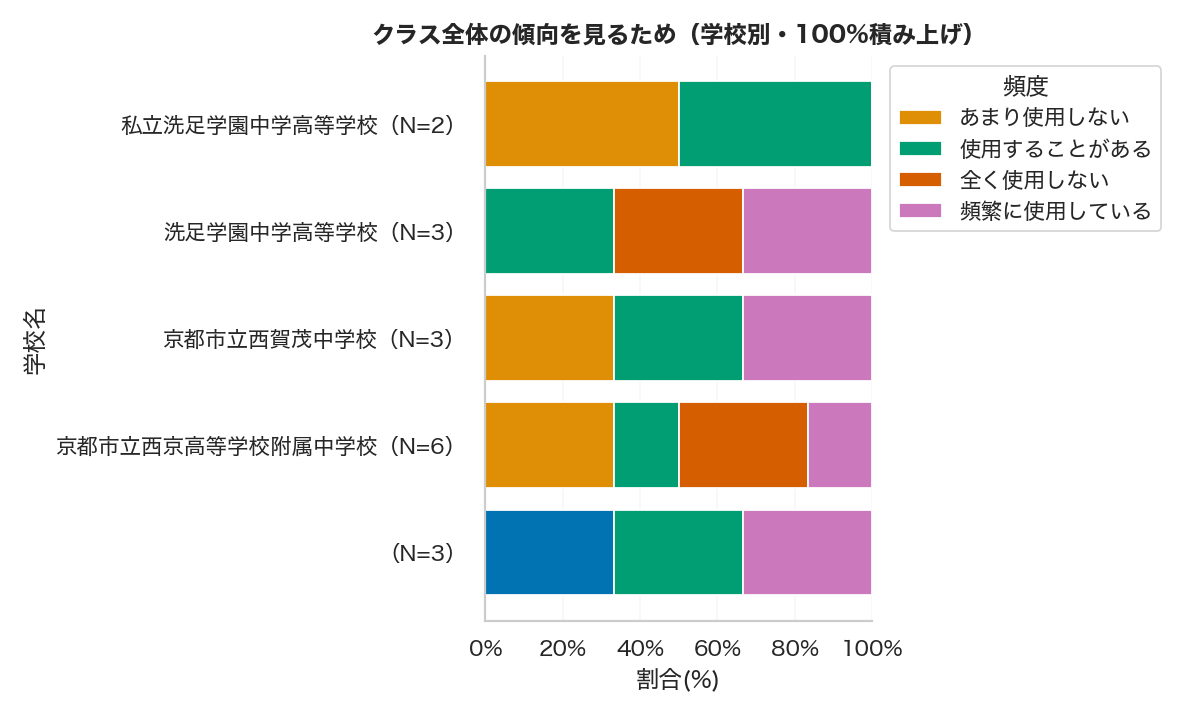 クラス全体の傾向を見るため（学校別・100%積み上げ）
頻度
あまり使用しない
使用することがある
全く使用しない
頻繁に使用している
学校名
私立洗足学園中学高等学校（N=2）
洗足学園中学高等学校（N=3）
京都市立西賀茂中学校（N=3）
京都市立西京高等学校附属中学校（N=6）
（N=3）
0% 20% 40% 60% 80% 100%
割合(%)